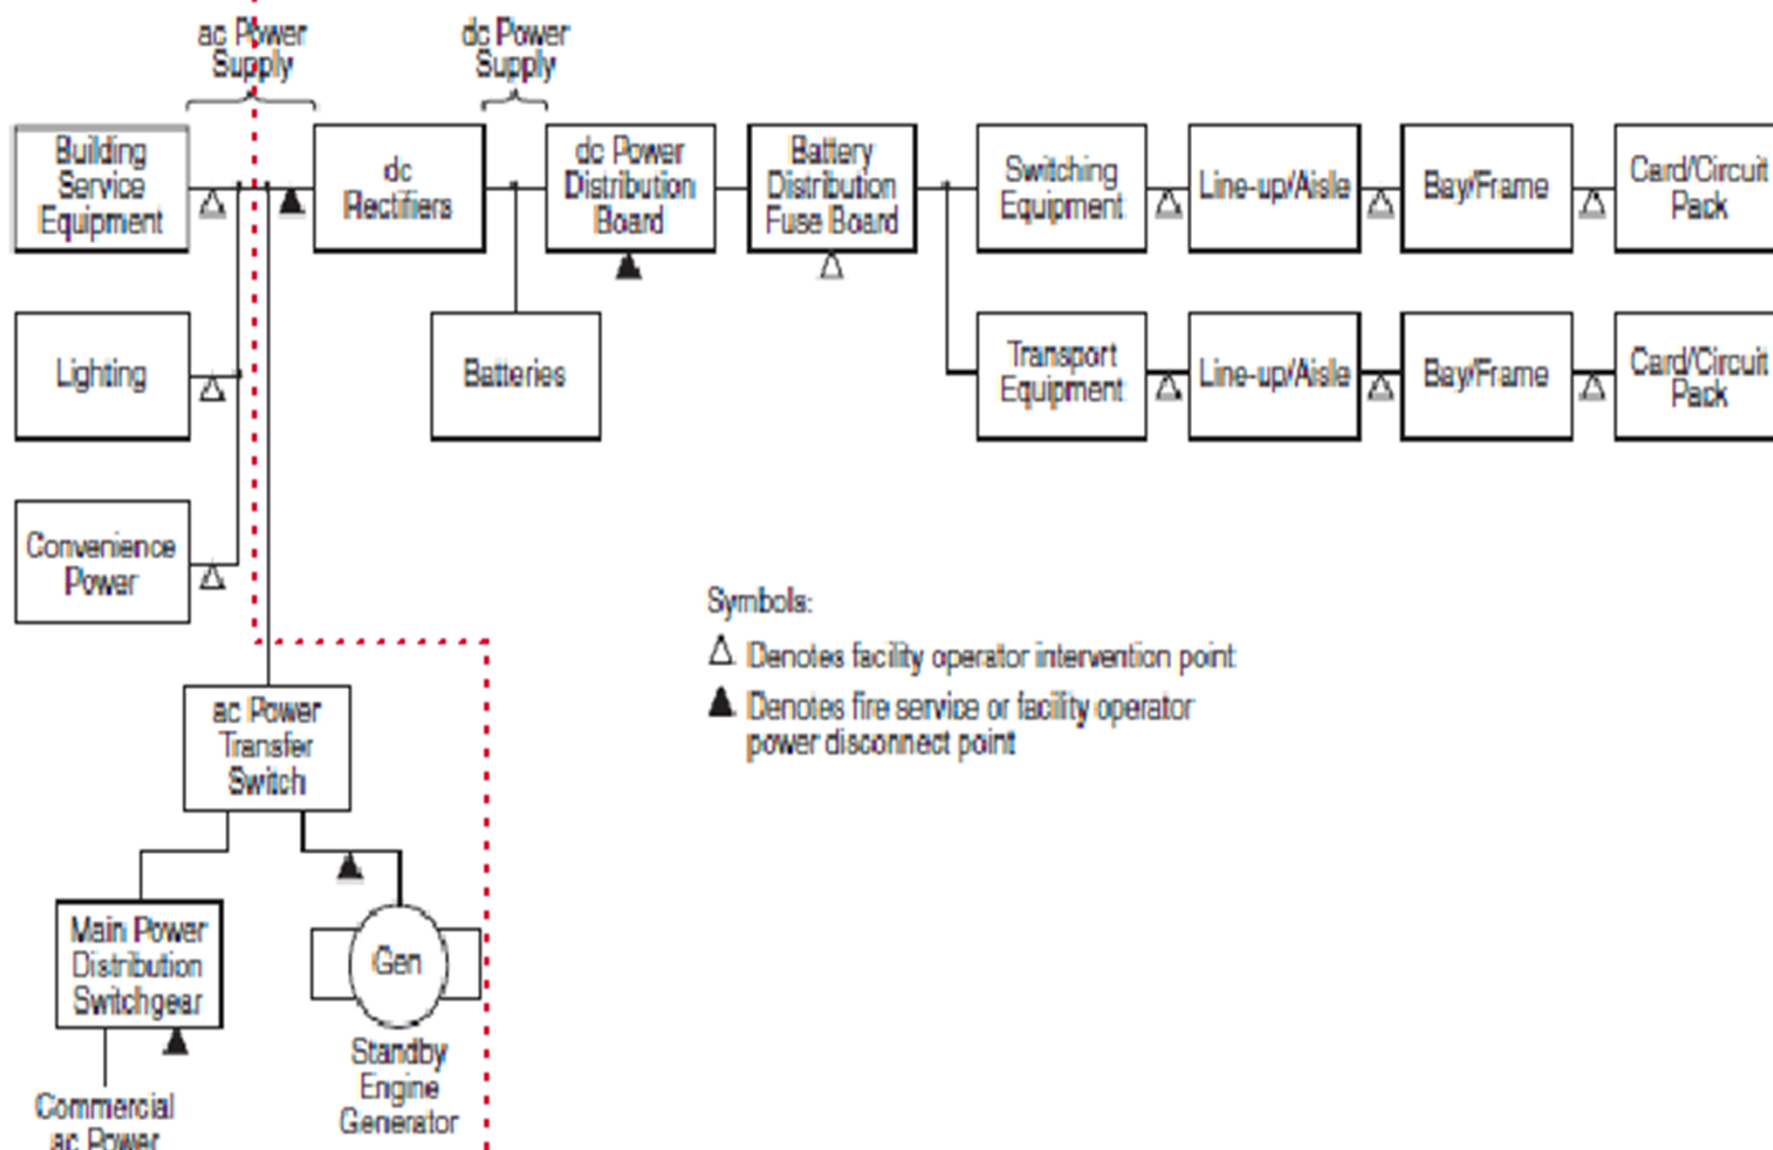 ac Power
Supply
dc Power
Supply
Building
Service
Equipment
dc
Rectifiers
dc Power
Distribution
Board
Battery
Distribution
Fuse Board
Switching
Equipment
Line-up/Aisle
Bay/Frame
Card/Circuit
Pack
Lighting
Batteries
Transport
Equipment
Line-up/Aisle
Bay/Frame
Card/Circuit
Pack
Convenience
Power
Symbols:
Denotes facility operator intervention point
Denotes fire service or facility operator
power disconnect point
ac Power
Transfer
Switch
Main Power
Distribution
Switchgear
Gen
Standby
Engine
Generator
Commercial
ac Power